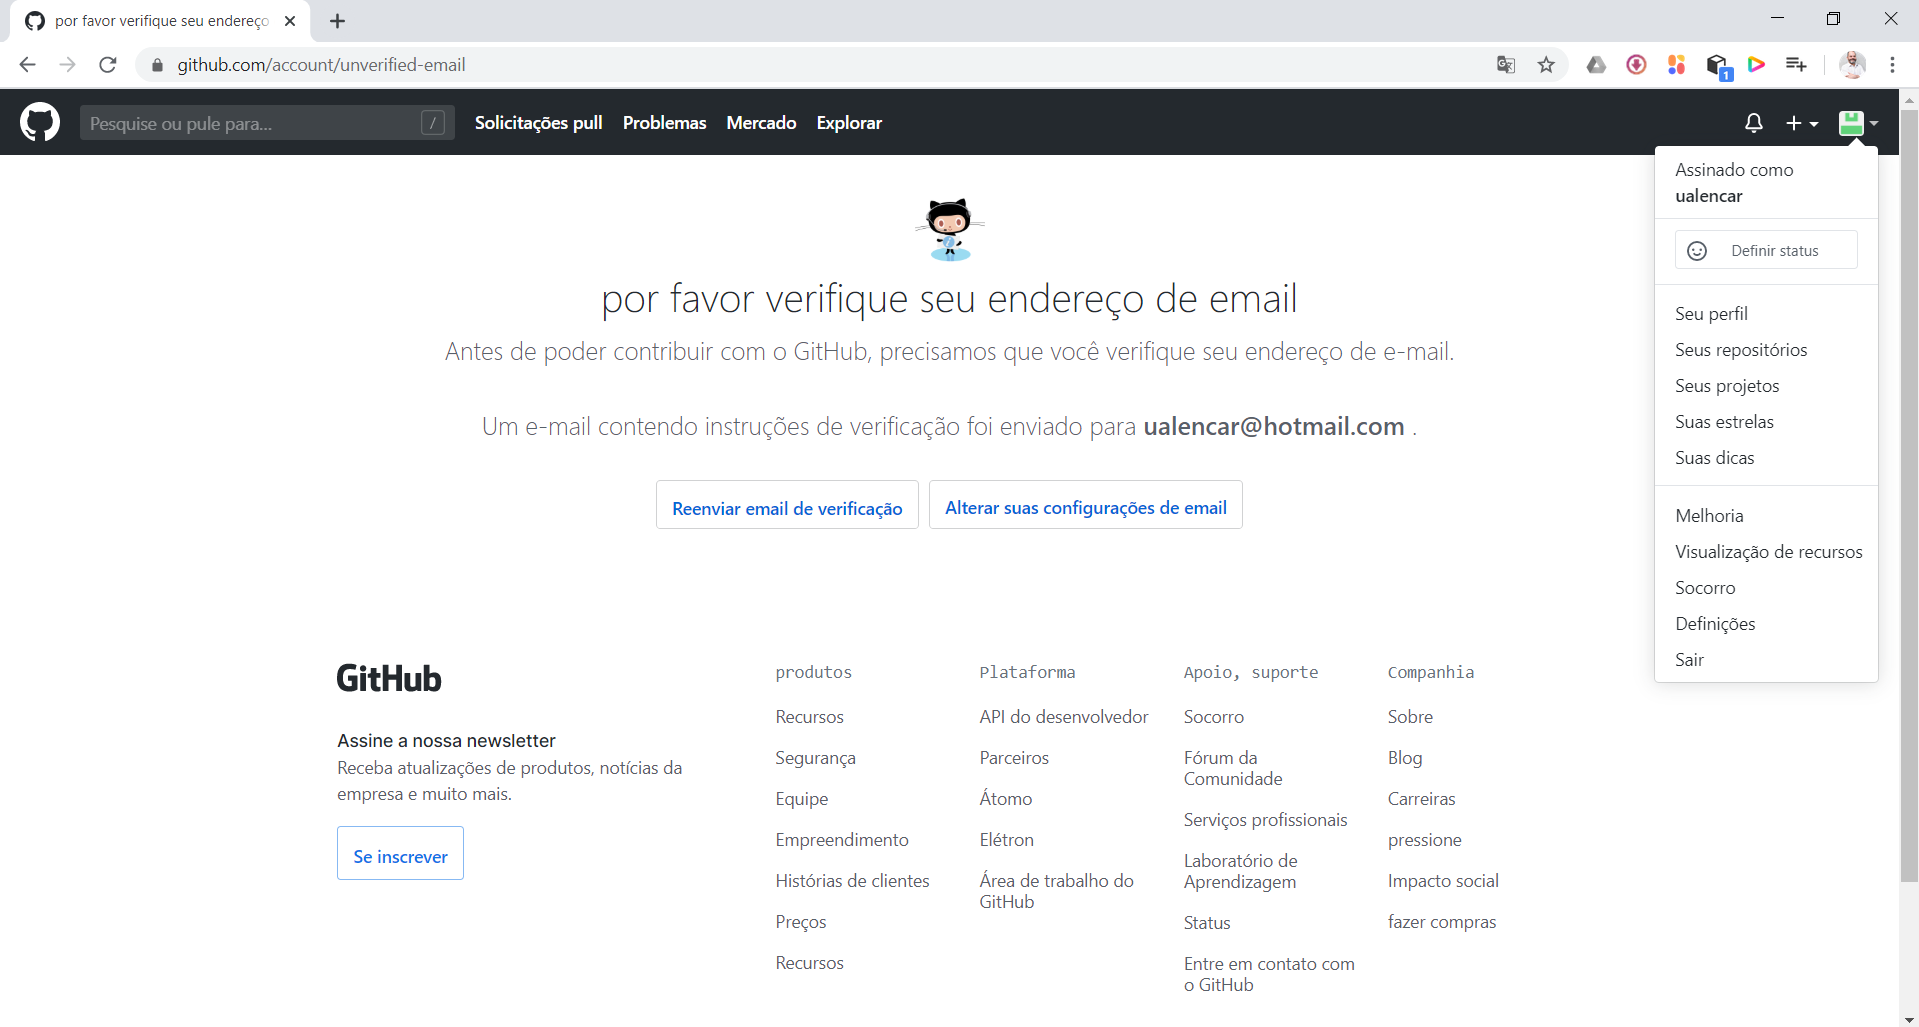 por favor verifique seu endereço
github.com/account/unverified-email
1
Pesquise ou pule para...
/
Solicitações pull
Problemas
Mercado
Explorar
Assinado como
ualencar
Definir status
Seu perfil
Seus repositórios
Seus projetos
Suas estrelas
Suas dicas
Melhoria
Visualização de recursos
Socorro
Definições
Sair
por favor verifique seu endereço de email
Antes de poder contribuir com o GitHub, precisamos que você verifique seu endereço de e-mail.
Um e-mail contendo instruções de verificação foi enviado para ualencar@hotmail.com .
Reenviar email de verificação
Alterar suas configurações de email
GitHub
Assine a nossa newsletter
Receba atualizações de produtos, notícias da
empresa e muito mais.
Se inscrever
produtos
Recursos
Segurança
Equipe
Empreendimento
Histórias de clientes
Preços
Recursos
Plataforma
API do desenvolvedor
Parceiros
Átomo
Elétron
Área de trabalho do
GitHub
Apoio, suporte
Socorro
Fórum da
Comunidade
Serviços profissionais
Laboratório de
Aprendizagem
Status
Entre em contato com
o GitHub
Companhia
Sobre
Blog
Carreiras
pressione
Impacto social
fazer compras